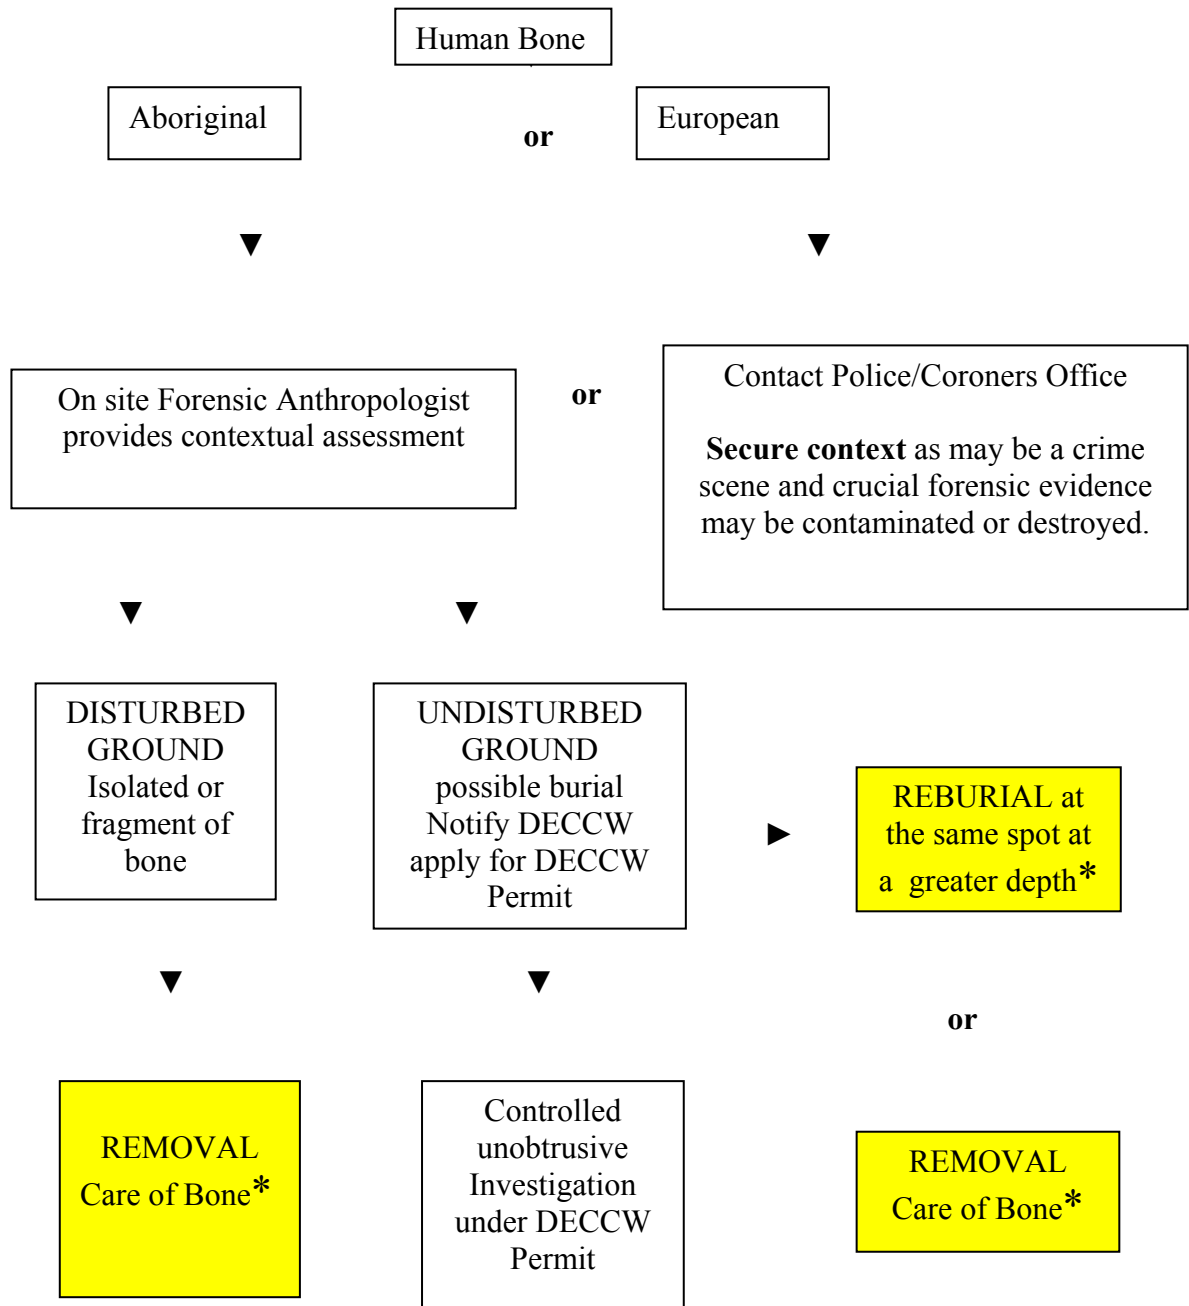 Human Bone
Aboriginal
or
European
On site Forensic Anthropologist
provides contextual assessment
or
Contact Police/Coroners Office
Secure context as may be a crime
scene and crucial forensic evidence
may be contaminated or destroyed.
DISTURBED
GROUND
Isolated or
fragment of
bone
UNDISTURBED
GROUND
possible burial
Notify DECCW
apply for DECCW
Permit
REBURIAL at
the same spot at
a greater depth*
or
REMOVAL
Care of Bone*
Controlled
unobtrusive
Investigation
under DECCW
Permit
REMOVAL
Care of Bone*